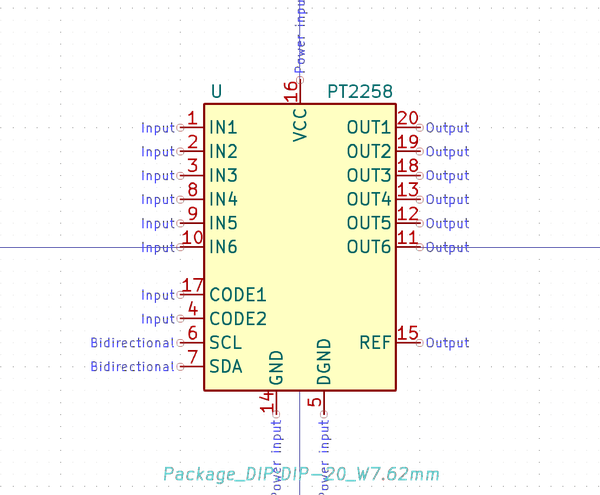 Power input
16
U PT2258
VCC
Input 1 IN1 OUT1 20 Output
Input 2 IN2 OUT2 19 Output
Input 3 IN3 OUT3 18 Output
Input 8 IN4 OUT4 13 Output
Input 9 IN5 OUT5 12 Output
Input 10 IN6 OUT6 11 Output
Input 17 CODE1
Input 4 CODE2
Bidirectional 6 SCL REF 15 Output
Bidirectional 7 SDA
GND DGND
14 5
Power input Power input
Package_DIP:DIP-20_W7.62mm